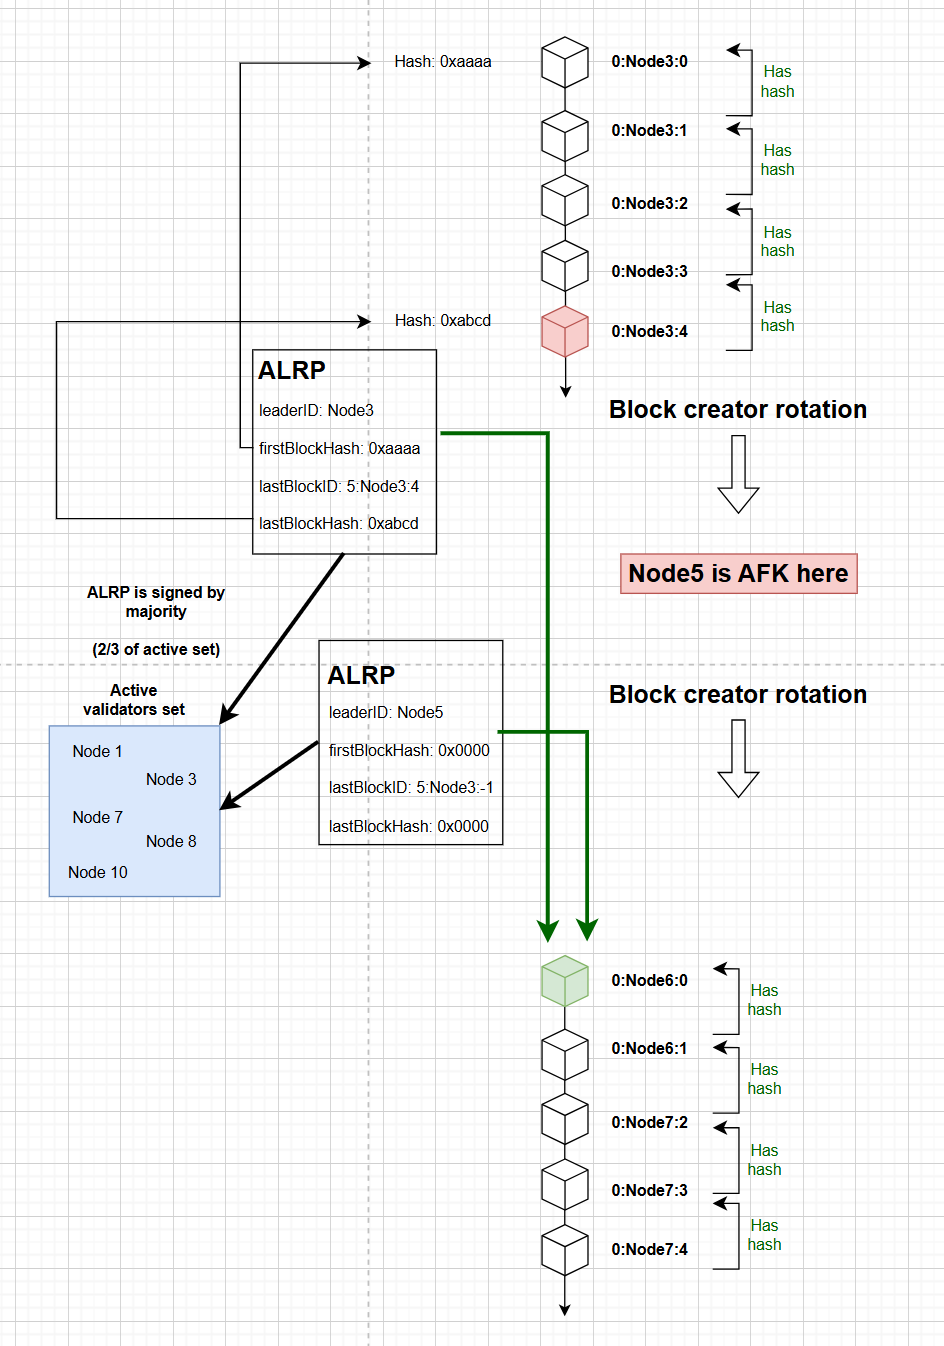 Hash: 0xaaaa
0:Node3:0
Has
hash
0:Node3:1
Has
hash
0:Node3:2
Has
hash
0:Node3:3
Has
hash
Hash: 0xabcd
0:Node3:4
ALRP
leaderID: Node3
firstBlockHash: 0xaaaa
lastBlockID: 5:Node3:4
lastBlockHash: 0xabcd
Block creator rotation
Node5 is AFK here
ALRP is signed by
majority
(2/3 of active set)
Active
validators set
Node 1
Node 3
Node 7
Node 8
Node 10
ALRP
leaderID: Node5
firstBlockHash: 0x0000
lastBlockID: 5:Node3:-1
lastBlockHash: 0x0000
Block creator rotation
0:Node6:0
Has
hash
0:Node6:1
Has
hash
0:Node7:2
Has
hash
0:Node7:3
Has
hash
0:Node7:4